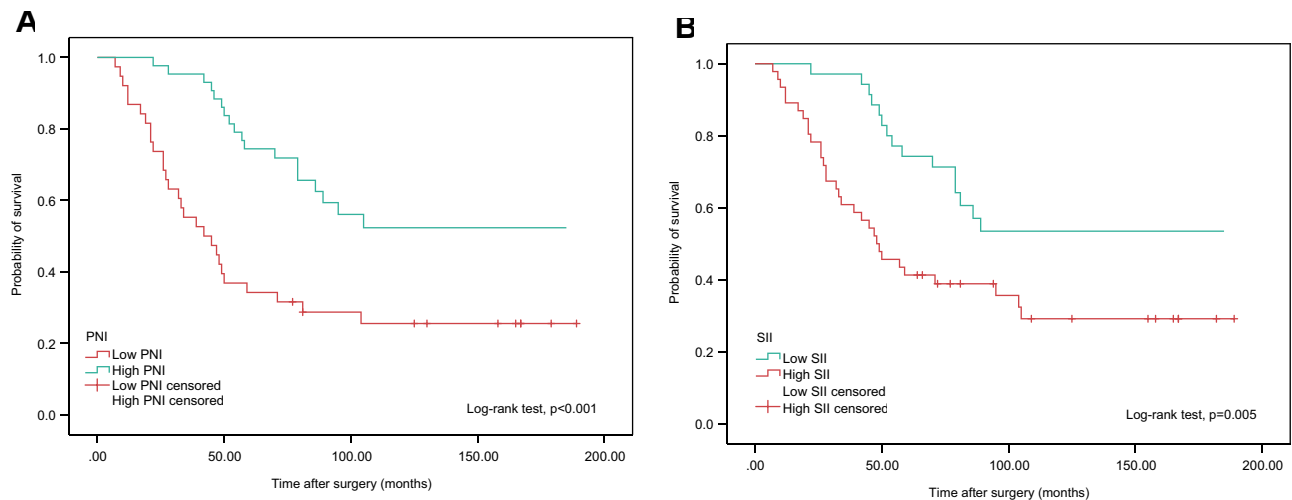 A
1.0
0.8
0.6
0.4
0.2
0.0
Probability of survival
PNI
Low PNI
High PNI
Low PNI censored
High PNI censored
Log-rank test, p<0.001
.00 50.00 100.00 150.00 200.00
Time after surgery (months)
B
1.0
0.8
0.6
0.4
0.2
0.0
Probability of survival
SII
Low SII
High SII
Low SII censored
High SII censored
Log-rank test, p=0.005
.00 50.00 100.00 150.00 200.00
Time after surgery (months)